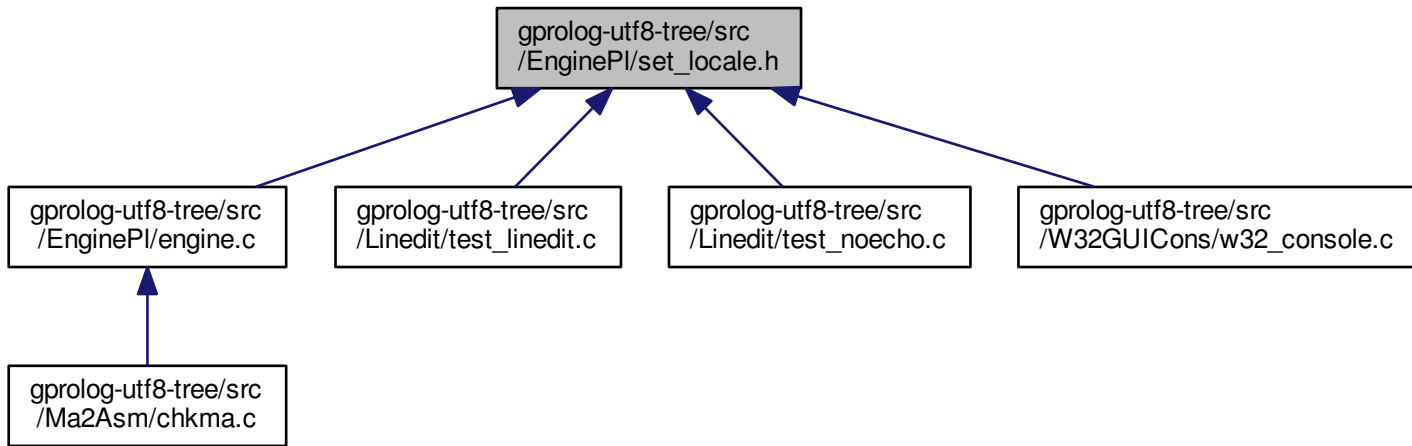 gprolog-utf8-tree/src
/EnginePl/set_locale.h
gprolog-utf8-tree/src
/EnginePl/engine.c
gprolog-utf8-tree/src
/Linedit/test_linedit.c
gprolog-utf8-tree/src
/Linedit/test_noecho.c
gprolog-utf8-tree/src
/W32GUICons/w32_console.c
gprolog-utf8-tree/src
/Ma2Asm/chkma.c